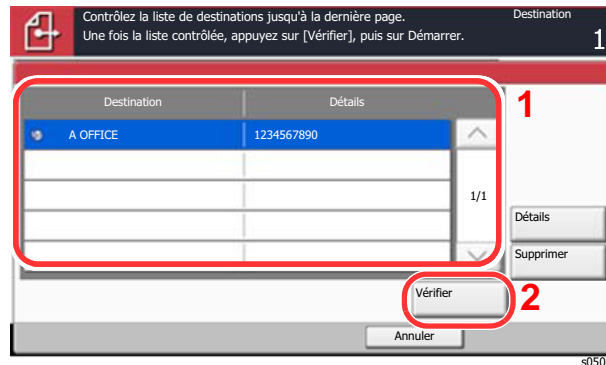 Contrôlez la liste de destinations jusqu'à la dernière page.
Une fois la liste contrôlée, appuyez sur [Vérifier], puis sur Démarrer.
Destination
1
Destination Détails
1
A OFFICE 1234567890
1/1
Détails
Supprimer
Vérifier
2
Annuler
s050